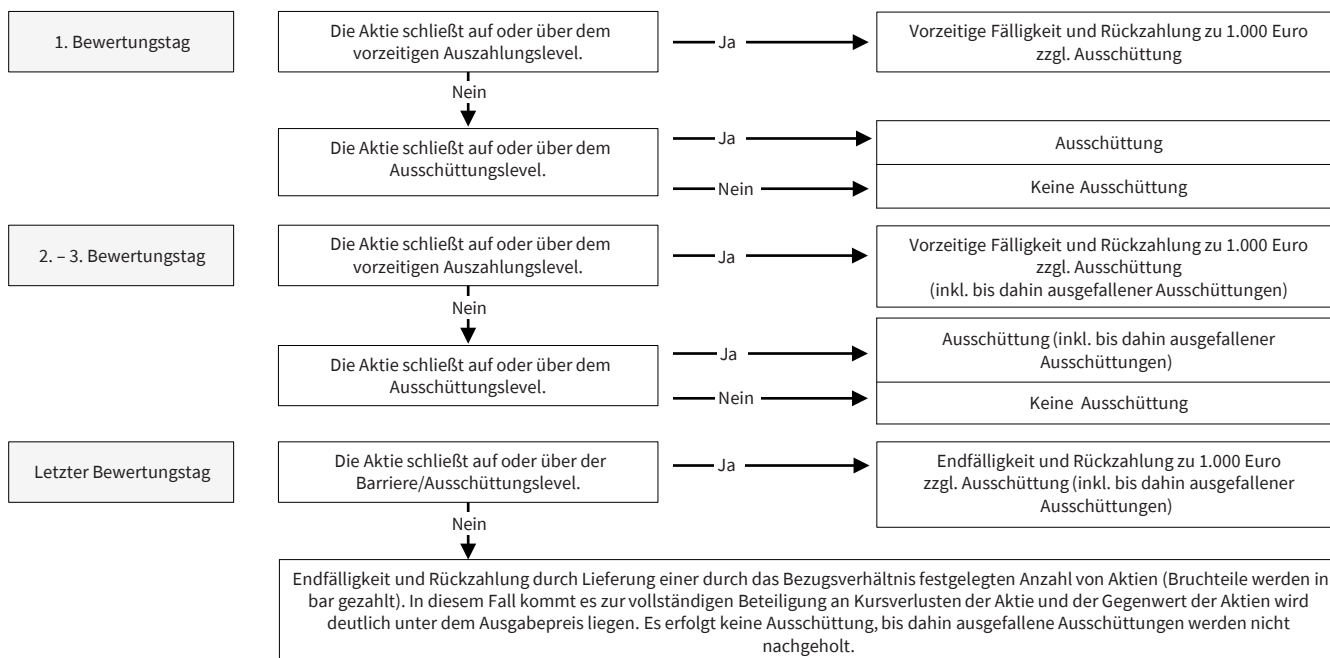 1. Bewertungstag
Die Aktie schließt auf oder über dem
vorzeitigen Auszahlungslevel.
Ja
Vorzeitige Fälligkeit und Rückzahlung zu 1.000 Euro
zzgl. Ausschüttung
Nein
Die Aktie schließt auf oder über dem
Ausschüttungslevel.
Ja
Ausschüttung
Nein
Keine Ausschüttung
2. – 3. Bewertungstag
Die Aktie schließt auf oder über dem
vorzeitigen Auszahlungslevel.
Ja
Vorzeitige Fälligkeit und Rückzahlung zu 1.000 Euro
zzgl. Ausschüttung
(inkl. bis dahin ausgefallener Ausschüttungen)
Nein
Die Aktie schließt auf oder über dem
Ausschüttungslevel.
Ja
Ausschüttung (inkl. bis dahin ausgefallener
Ausschüttungen)
Nein
Keine Ausschüttung
Letzter Bewertungstag
Die Aktie schließt auf oder über der
Barriere/Ausschüttungslevel.
Ja
Endfälligkeit und Rückzahlung zu 1.000 Euro
zzgl. Ausschüttung (inkl. bis dahin ausgefallener
Ausschüttungen)
Nein
Endfälligkeit und Rückzahlung durch Lieferung einer durch das Bezugsverhältnis festgelegten Anzahl von Aktien (Bruchteile werden in
bar gezahlt). In diesem Fall kommt es zur vollständigen Beteiligung an Kursverlusten der Aktie und der Gegenwert der Aktien wird
deutlich unter dem Ausgabepreis liegen. Es erfolgt keine Ausschüttung, bis dahin ausgefallene Ausschüttungen werden nicht
nachgeholt.